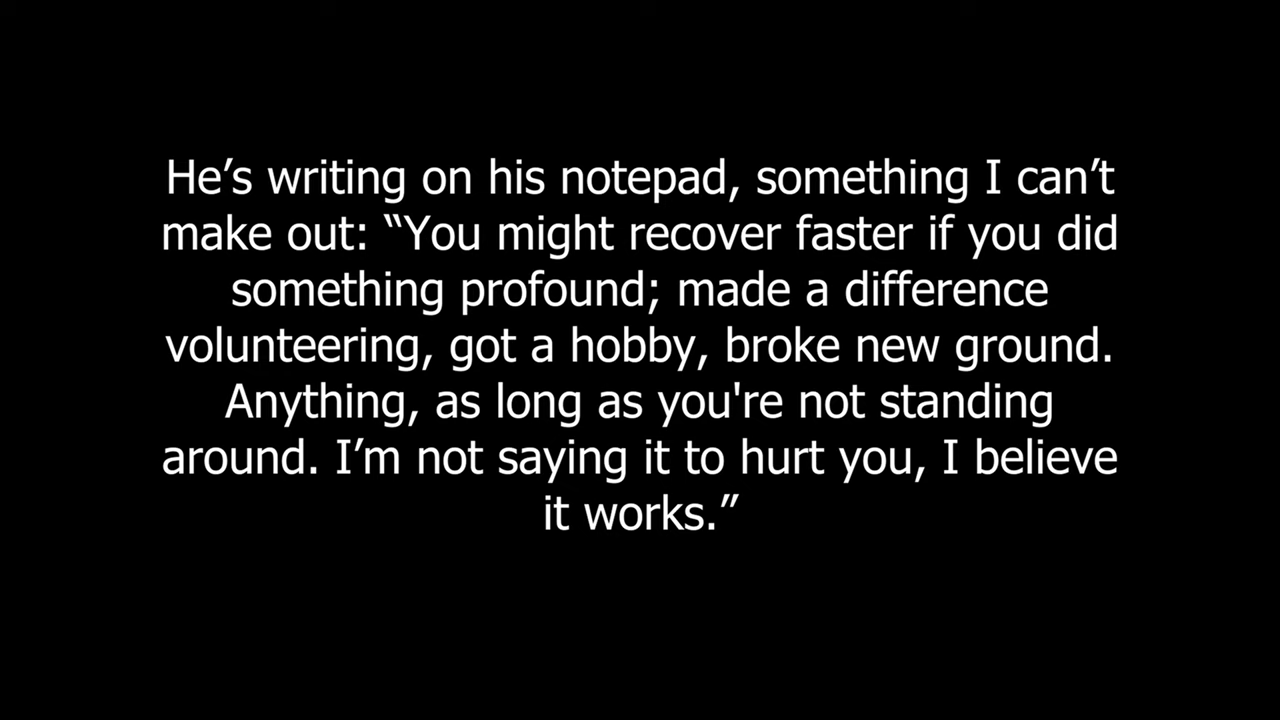 He’s writing on his notepad, something I can’t
make out: “You might recover faster if you did
something profound; made a difference
volunteering, got a hobby, broke new ground.
Anything, as long as you're not standing
around. I’m not saying it to hurt you, I believe
it works.”